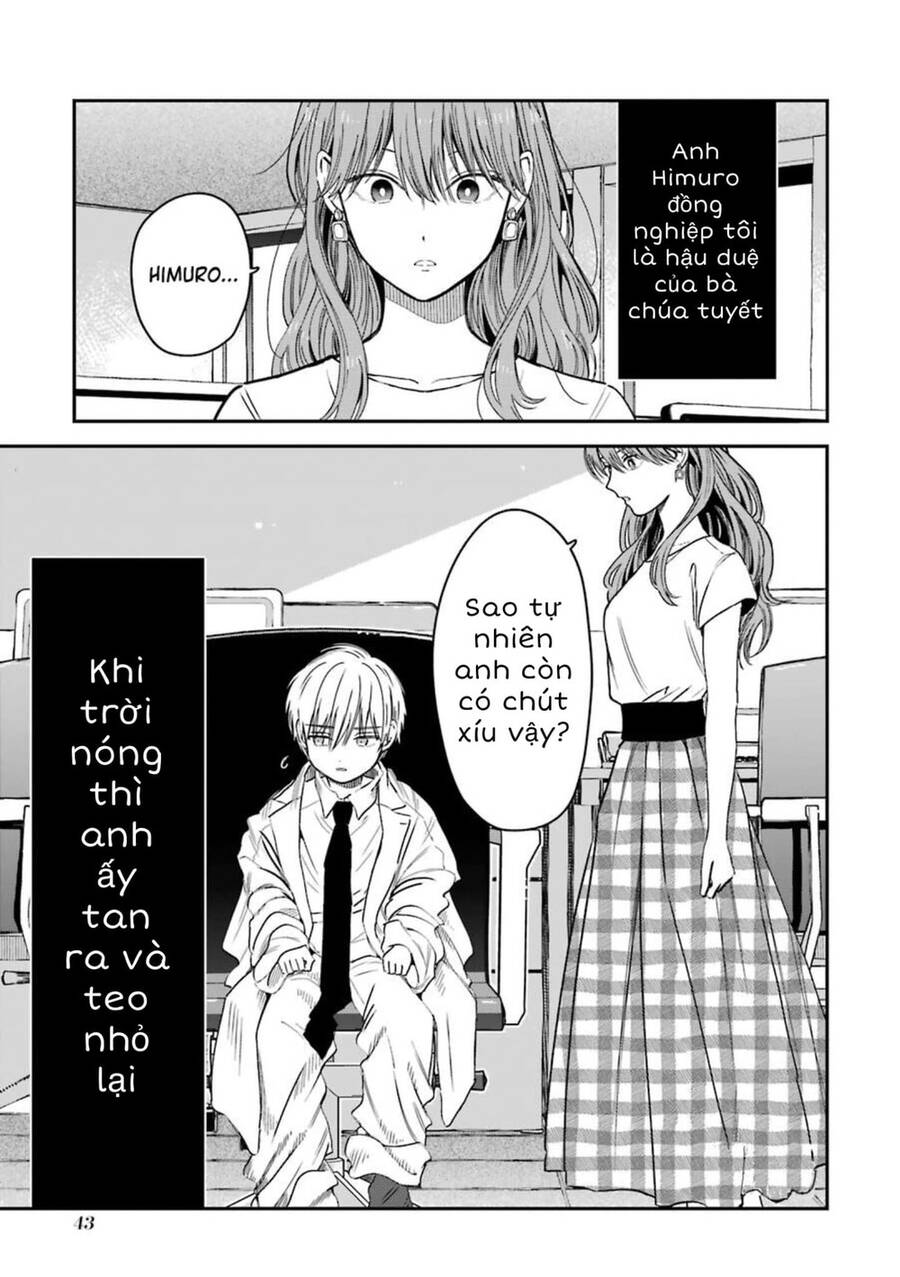 Anh
Himuro
đồng
nghiệp tôi
là hậu duệ
của bà
chúa tuyết
HIMURO...
Sao tự
nhiên
anh còn
có chút
xíu vậy?
Khi
trời
nóng
thì
anh
ấy
tan
ra và
teo
nhỏ
lại
43